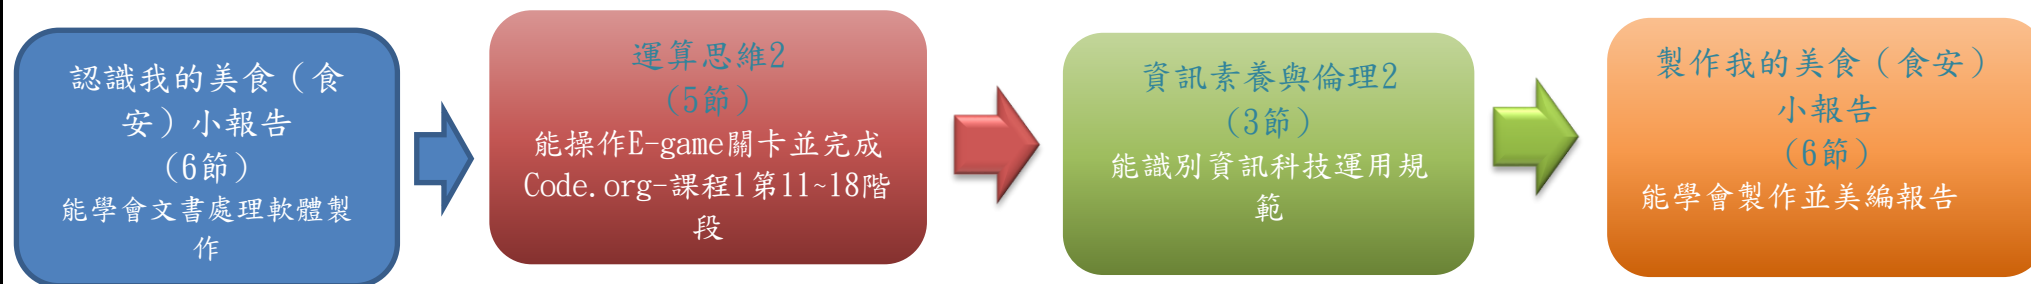 認識我的美食（食
安）小報告
（6節）
能學會文書處理軟體製
作
運算思維2
（5節）
能操作E-game關卡並完成
Code.org-課程1第11~18階
段
資訊素養與倫理2
（3節）
能識別資訊科技運用規
範
製作我的美食（食安）
小報告
（6節）
能學會製作並美編報告